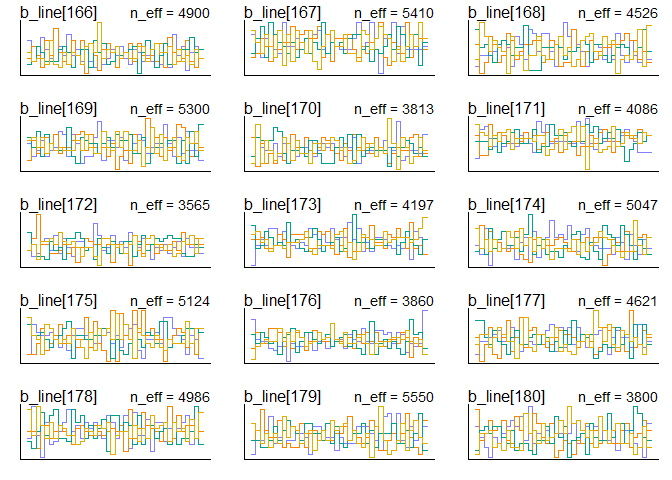 b_line[166] n_eff = 4900 b_line[167] n_eff = 5410 b_line[168] n_eff = 4526
b_line[169] n_eff = 5300 b_line[170] n_eff = 3813 b_line[171] n_eff = 4086
b_line[172] n_eff = 3565 b_line[173] n_eff = 4197 b_line[174] n_eff = 5047
b_line[175] n_eff = 5124 b_line[176] n_eff = 3860 b_line[177] n_eff = 4621
b_line[178] n_eff = 4986 b_line[179] n_eff = 5550 b_line[180] n_eff = 3800